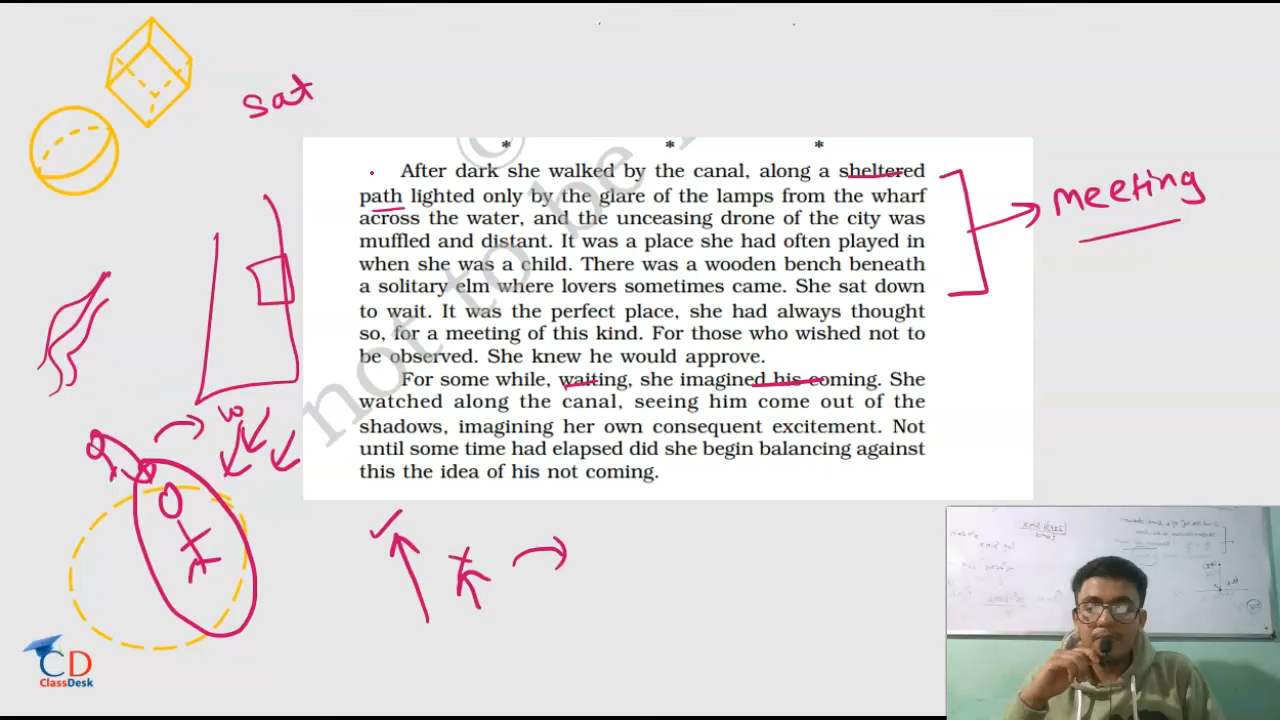 sat
* * *
After dark she walked by the canal, along a sheltered
path lighted only by the glare of the lamps from the wharf
across the water, and the unceasing drone of the city was
muffled and distant. It was a place she had often played in
when she was a child. There was a wooden bench beneath
a solitary elm where lovers sometimes came. She sat down
to wait. It was the perfect place, she had always thought
so, for a meeting of this kind. For those who wished not to
be observed. She knew he would approve.
For some while, waiting, she imagined his coming. She
watched along the canal, seeing him come out of the
shadows, imagining her own consequent excitement. Not
until some time had elapsed did she begin balancing against
this the idea of his not coming.
meeting
© not to be
CD
ClassDesk